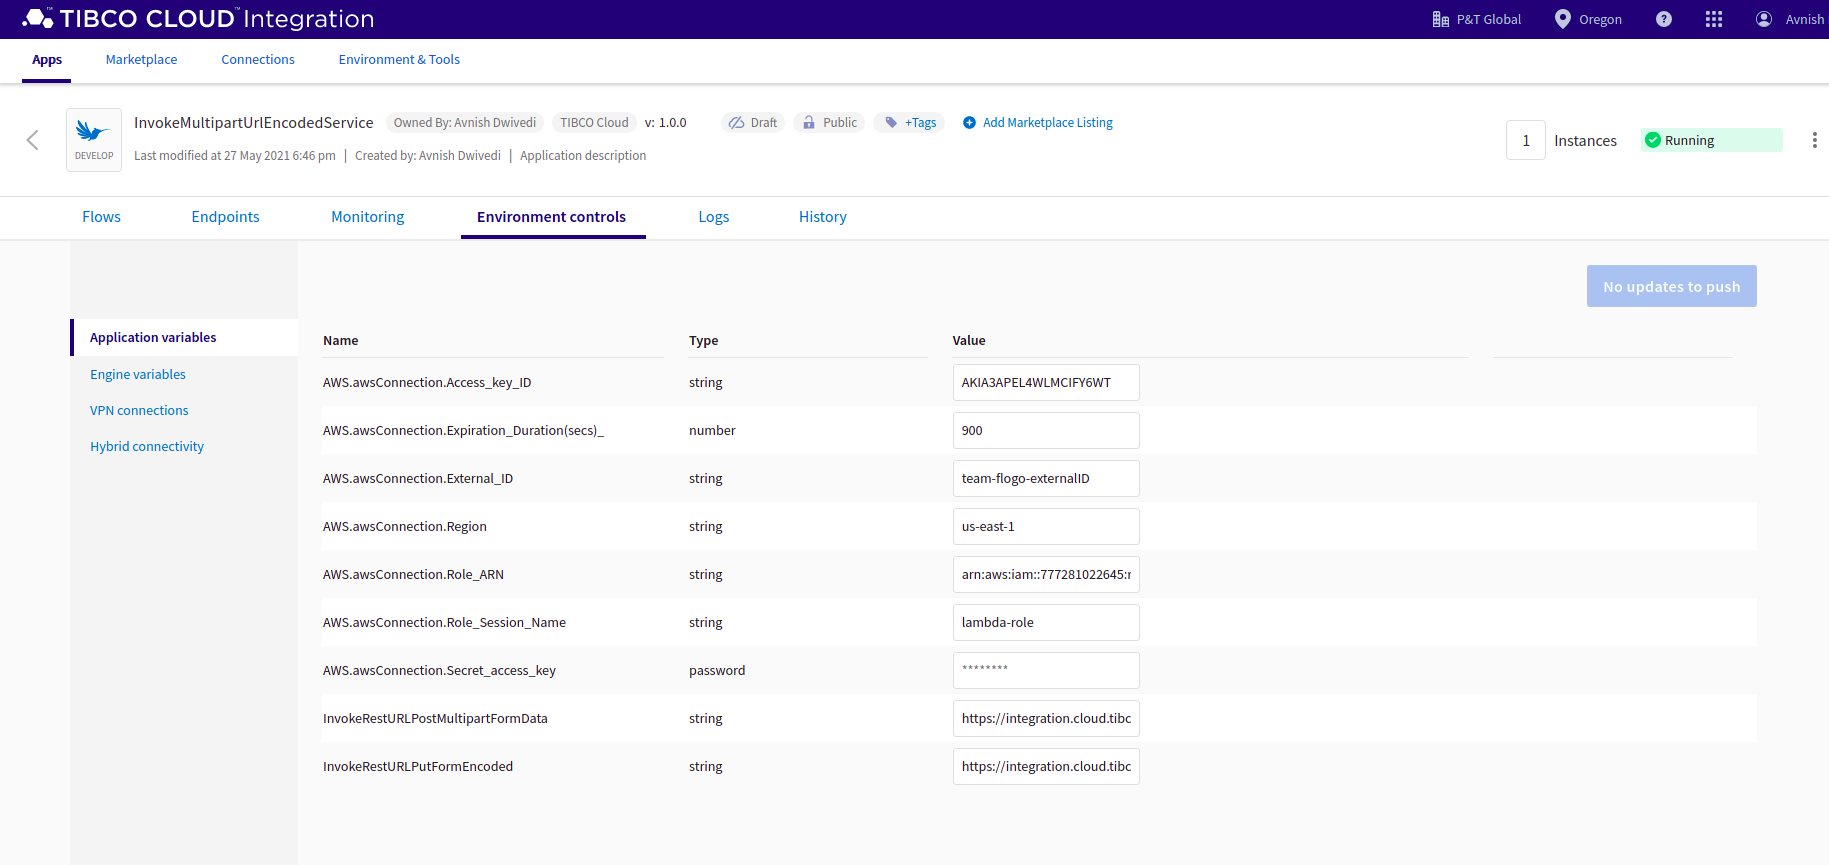 TIBCO CLOUD™ Integration P&T Global Oregon ? Avnish
Apps Marketplace Connections Environment & Tools
InvokeMultipartUrlEncodedService Owned By: Avnish Dwivedi TIBCO Cloud v: 1.0.0 Draft Public +Tags Add Marketplace Listing
DEVELOP
Last modified at 27 May 2021 6:46 pm | Created by: Avnish Dwivedi | Application description
1 Instances Running
Flows Endpoints Monitoring Environment controls Logs History
No updates to push
Application variables
Engine variables
VPN connections
Hybrid connectivity
Name Type Value
AWS.awsConnection.Access_key_ID string AKIA3APEL4WLMCIFY6WT
AWS.awsConnection.Expiration_Duration(secs)_ number 900
AWS.awsConnection.External_ID string team-flogo-externalID
AWS.awsConnection.Region string us-east-1
AWS.awsConnection.Role_ARN string arn:aws:iam::777281022645:r
AWS.awsConnection.Role_Session_Name string lambda-role
AWS.awsConnection.Secret_access_key password ********
InvokeRestURLPostMultipartFormData string https://integration.cloud.tibc
InvokeRestURLPutFormEncoded string https://integration.cloud.tibc